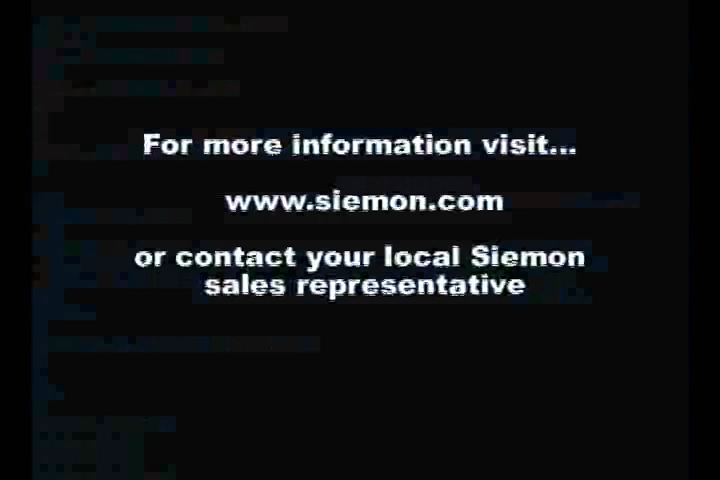 For more information visit...
www.siemon.com
or contact your local Siemon
sales representative